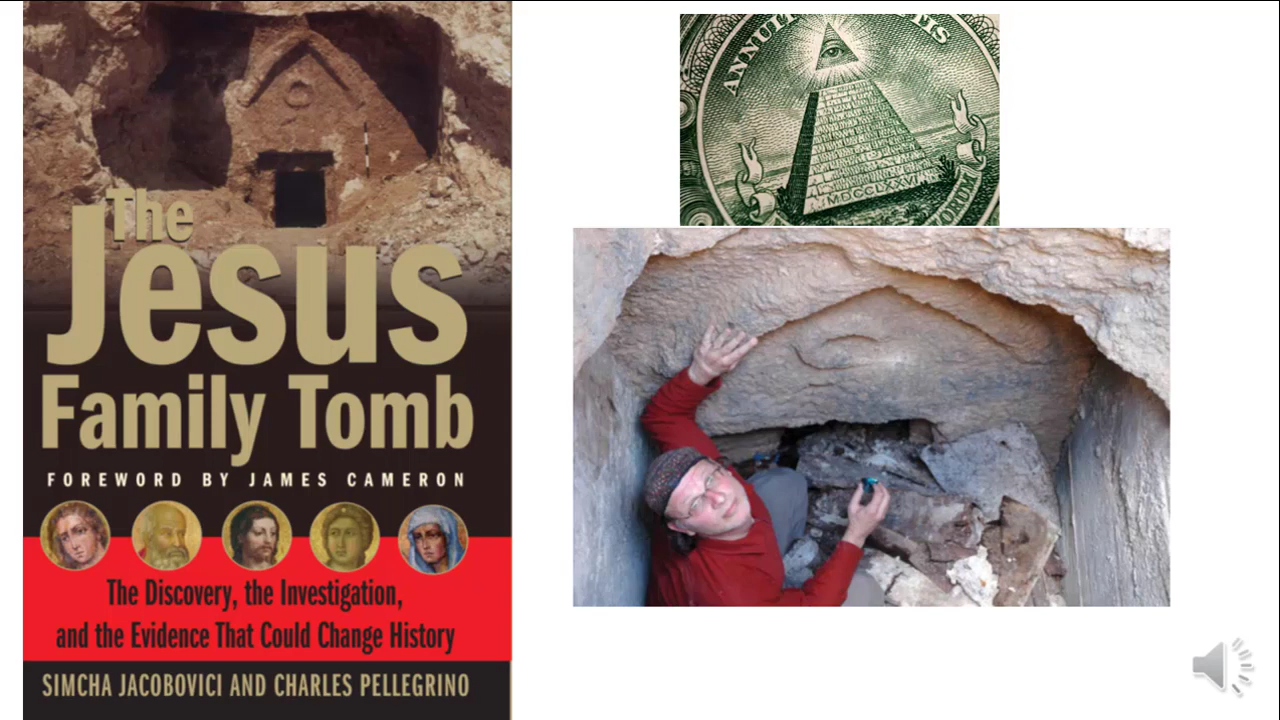 The
Jesus
Family Tomb
FOREWORD BY JAMES CAMERON
The Discovery, the Investigation,
and the Evidence That Could Change History
SIMCHA JACOBOVICI AND CHARLES PELLEGRINO
ANNUIT
MDCCLXXVI